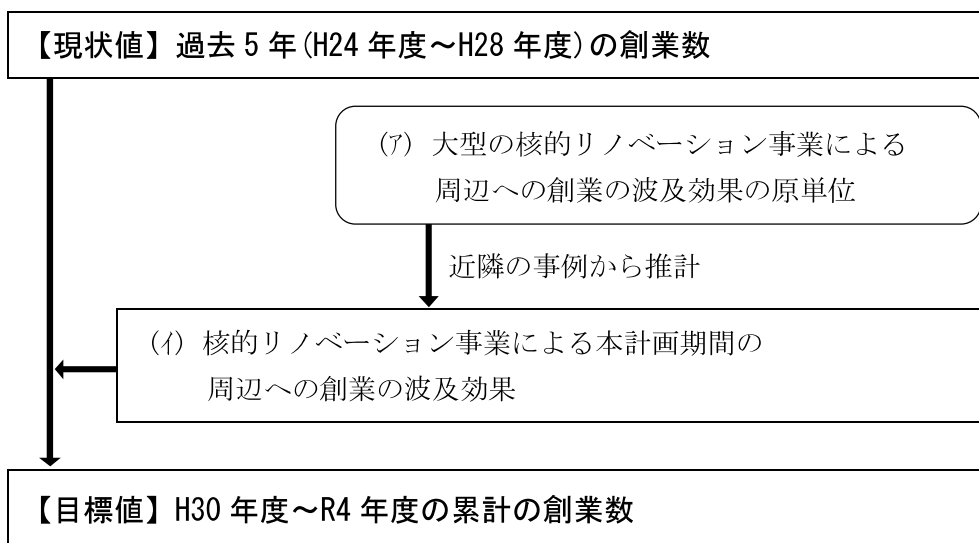 【現状値】過去5年(H24年度～H28年度)の創業数
(ｱ) 大型の核的リノベーション事業による
周辺への創業の波及効果の原単位
近隣の事例から推計
(ｲ) 核的リノベーション事業による本計画期間の
周辺への創業の波及効果
【目標値】H30年度～R4年度の累計の創業数